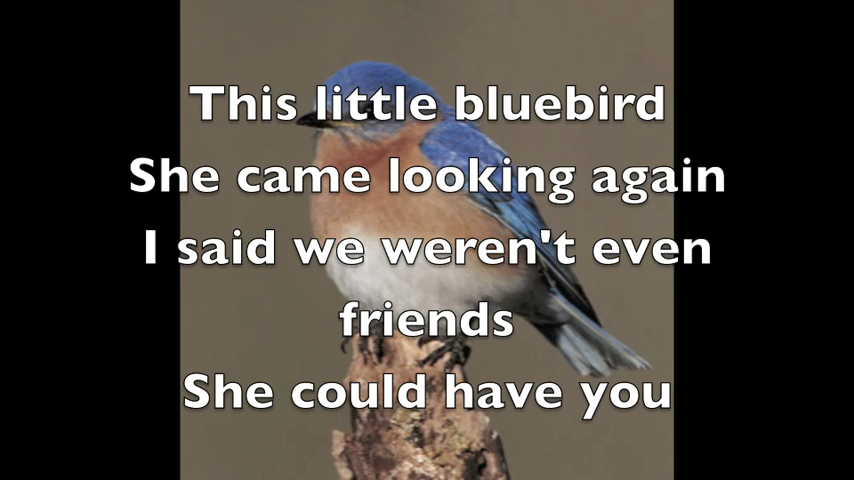 This little bluebird
She came looking again
I said we weren't even
friends
She could have you